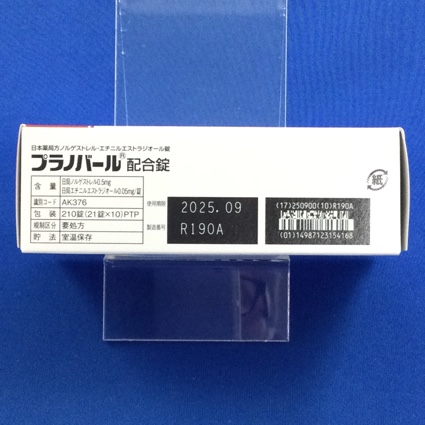 日本薬局方ノルゲストレル・エチニルエストラジオール錠
プラノバール® 配合錠
含 量 日局ノルゲストレル0.5mg
日局エチニルエストラジオール0.05mg/錠
識別コード AK376
包 装 210錠(21錠×10)PTP
規制区分 要処方
貯 法 室温保存
使用期限 2025.09
製造番号 R190A
(17)250900(10)R190A
(01)14987123154168
紙